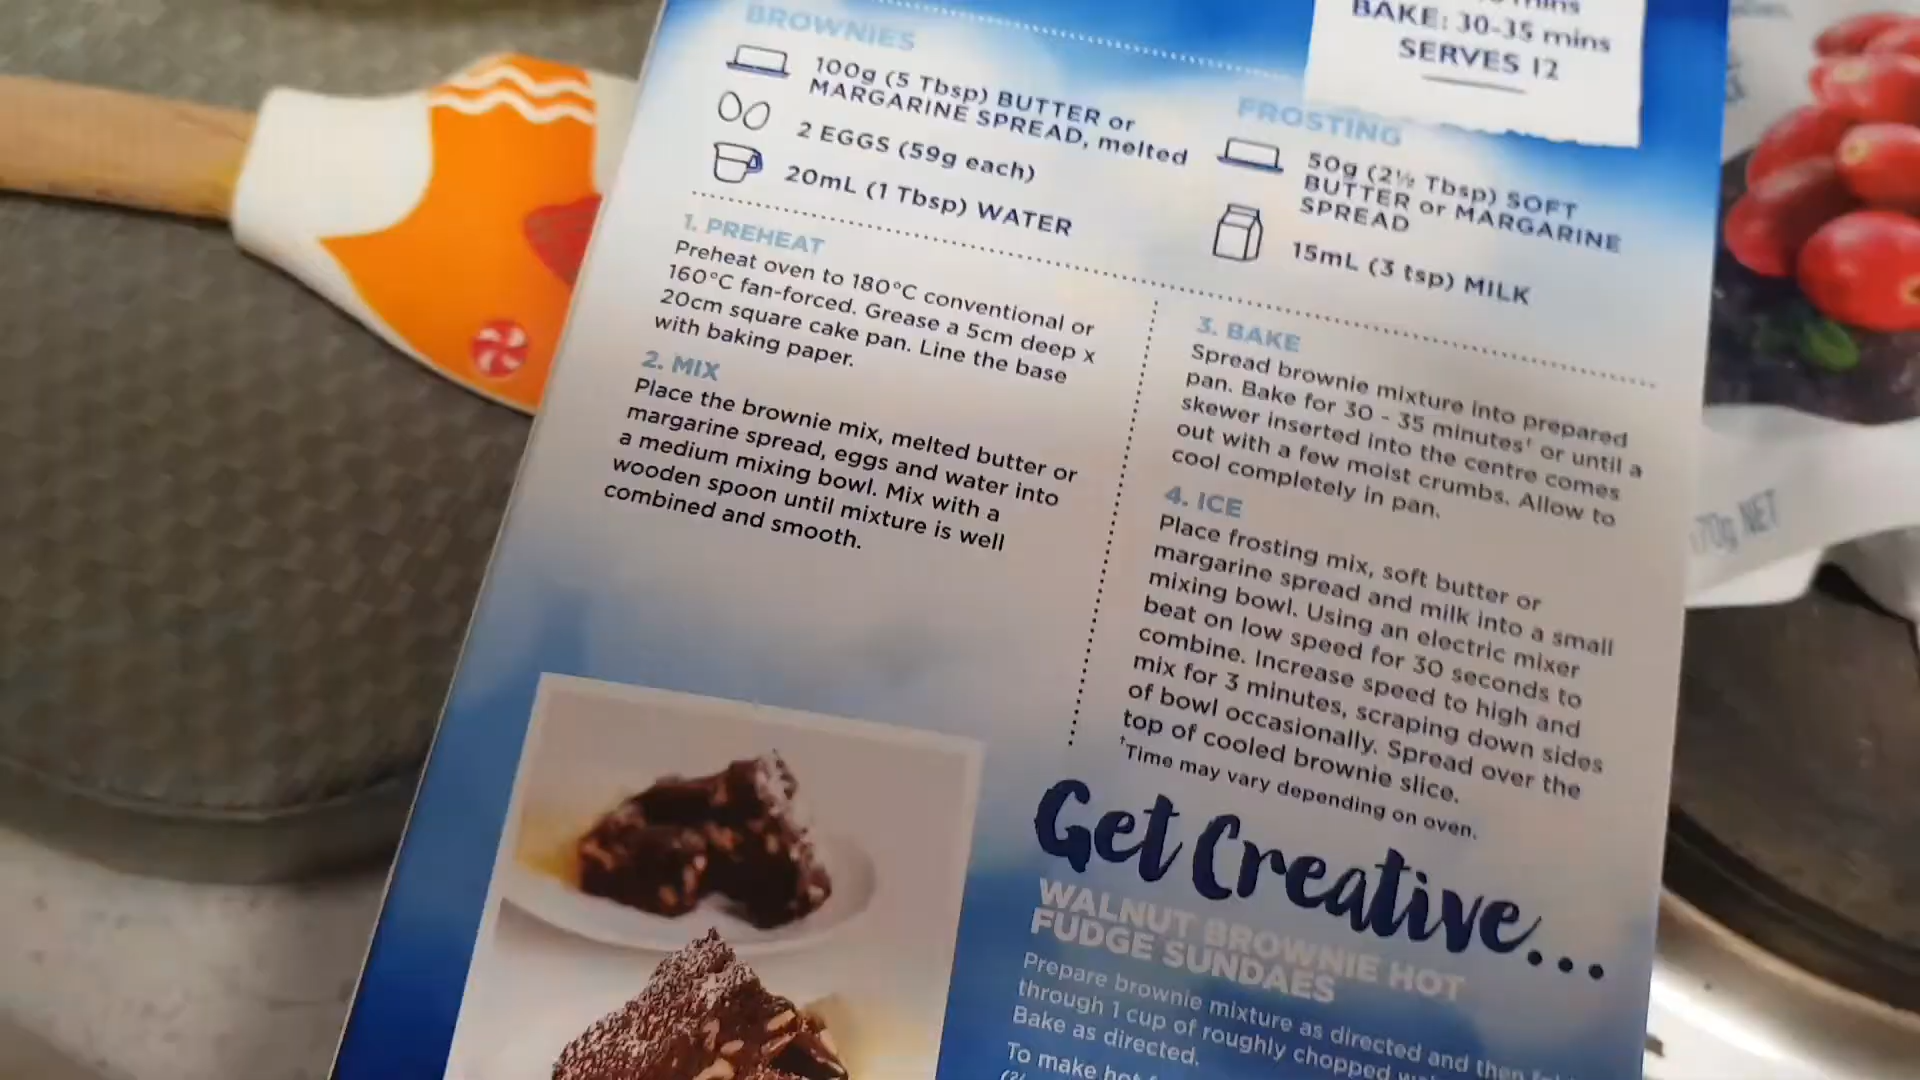 BAKE: 30-35 mins
SERVES 12
BROWNIES
100g (5 Tbsp) BUTTER or
MARGARINE SPREAD, melted
2 EGGS (59g each)
20mL (1 Tbsp) WATER
FROSTING
50g (2½ Tbsp) SOFT
BUTTER or MARGARINE
SPREAD
15mL (3 tsp) MILK
1. PREHEAT
Preheat oven to 180°C conventional or
160°C fan-forced. Grease a 5cm deep x
20cm square cake pan. Line the base
with baking paper.
2. MIX
Place the brownie mix, melted butter or
margarine spread, eggs and water into
a medium mixing bowl. Mix with a
wooden spoon until mixture is well
combined and smooth.
3. BAKE
Spread brownie mixture into prepared
pan. Bake for 30 - 35 minutes† or until a
skewer inserted into the centre comes
out with a few moist crumbs. Allow to
cool completely in pan.
4. ICE
Place frosting mix, soft butter or
margarine spread and milk into a small
mixing bowl. Using an electric mixer
beat on low speed for 30 seconds to
combine. Increase speed to high and
mix for 3 minutes, scraping down sides
of bowl occasionally. Spread over the
top of cooled brownie slice.
†Time may vary depending on oven.
Get Creative...
WALNUT BROWNIE HOT
FUDGE SUNDAES
Prepare brownie mixture as directed and then
through 1 cup of roughly chopped
Bake as directed.
To make hot
70g NET